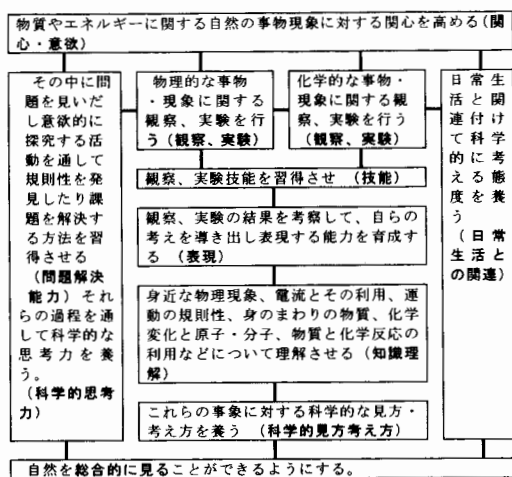 物質やエネルギーに関する自然の事物現象に対する関心を高める(関
心・意欲)
その中に問
題を見いだ
し意欲的に
探究する活
動を通して
規則性を発
見したり課
題を解決す
る方法を習
得させる
(問題解決
能力)それ
らの過程を通
して科学的な
思考力を養
う。
(科学的思考
力)
物理的な事物
・現象に関する
観察、実験を行
う(観察、実験)
化学的な事物・
現象に関する観
察、実験を行う
(観察、実験)
観察、実験技能を習得させ (技能)
観察、実験の結果を考察して、自らの
考えを導き出し表現する能力を育成す
る (表現)
身近な物理現象、電流とその利用、運
動の規則性、身のまわりの物質、化学
変化と原子・分子、物質と化学反応の
利用などについて理解させる(知識理
解)
これらの事象に対する科学的な見方・
考え方を養う (科学的見方考え方)
日常生
活と関
連付け
て科学
的に考
える態
度を養
う
(日常
生活と
の関連)
自然を総合的に見ることができるようにする。